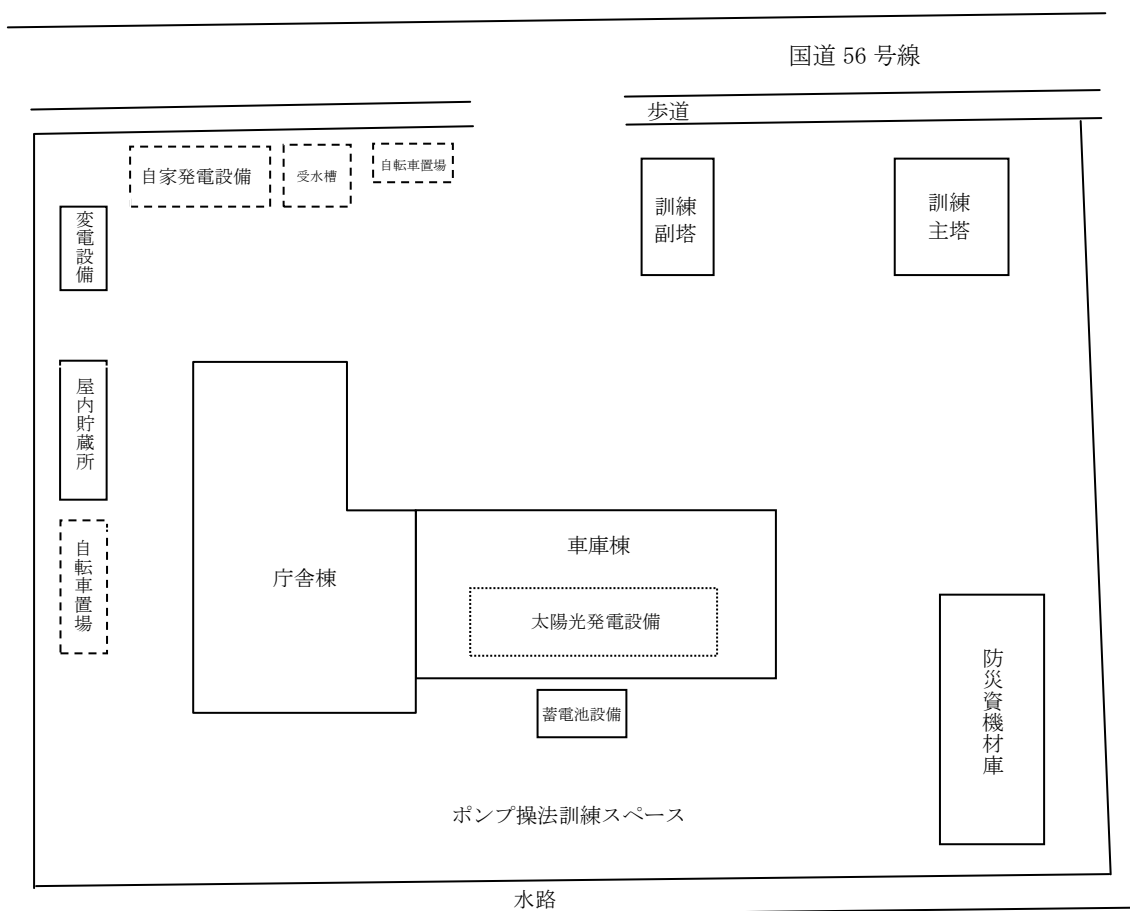 国道 56 号線
歩道
自家発電設備
受水槽
自転車置場
訓練
副塔
訓練
主塔
変電設備
屋内貯蔵所
自転車置場
庁舎棟
車庫棟
太陽光発電設備
蓄電池設備
防災資機材庫
ポンプ操法訓練スペース
水路